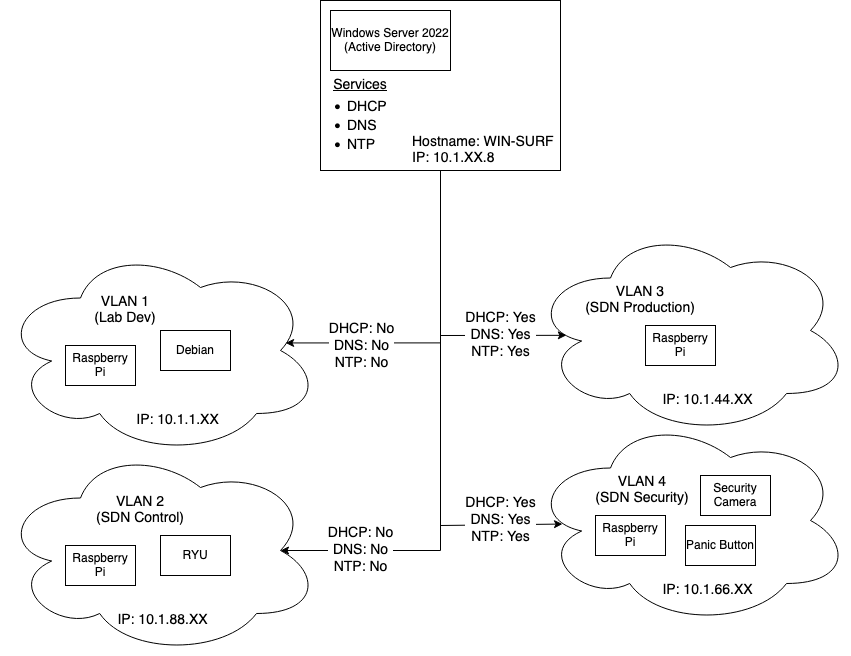 Windows Server 2022
(Active Directory)
Services
• DHCP
• DNS
• NTP
Hostname: WIN-SURF
IP: 10.1.XX.8
VLAN 1
(Lab Dev)
Raspberry
Pi
Debian
IP: 10.1.1.XX
DHCP: No
DNS: No
NTP: No
DHCP: Yes
DNS: Yes
NTP: Yes
VLAN 3
(SDN Production)
Raspberry
Pi
IP: 10.1.44.XX
VLAN 2
(SDN Control)
Raspberry
Pi
RYU
IP: 10.1.88.XX
DHCP: No
DNS: No
NTP: No
DHCP: Yes
DNS: Yes
NTP: Yes
VLAN 4
(SDN Security)
Security
Camera
Raspberry
Pi
Panic Button
IP: 10.1.66.XX